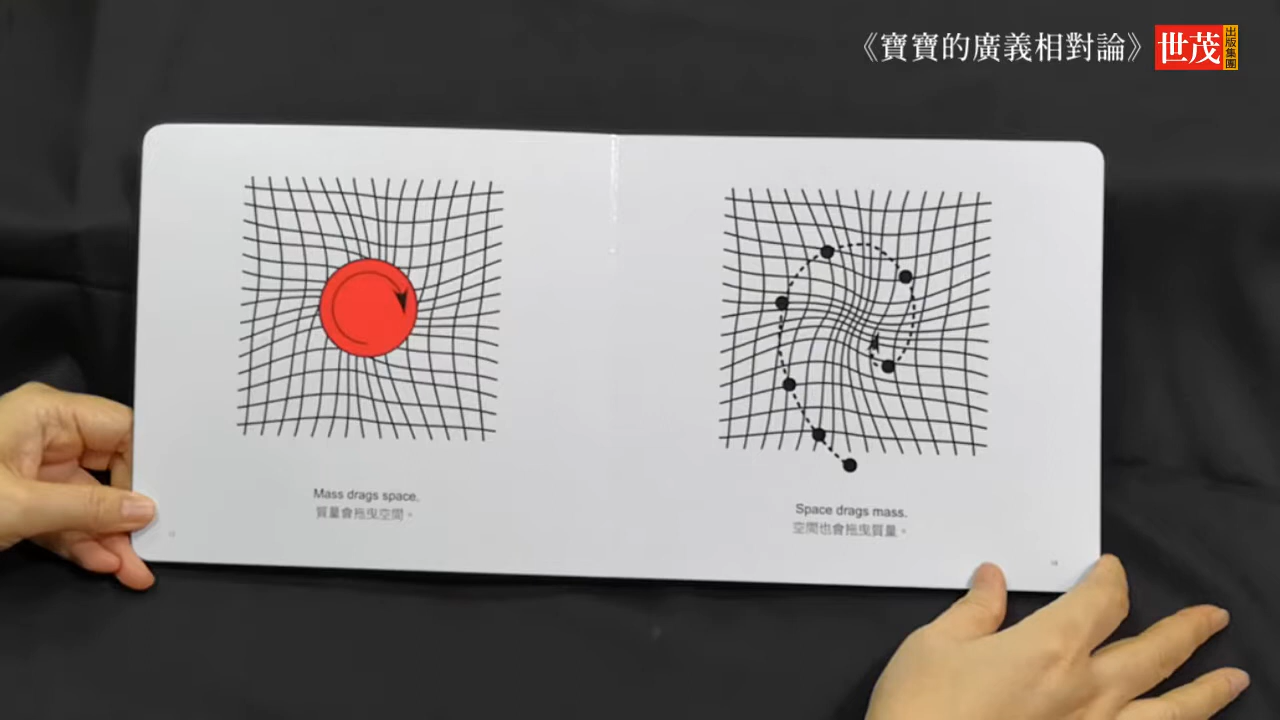 《寶寶的廣義相對論》
世茂
出版集團
Mass drags space.
質量會拖曳空間。
Space drags mass.
空間也會拖曳質量。